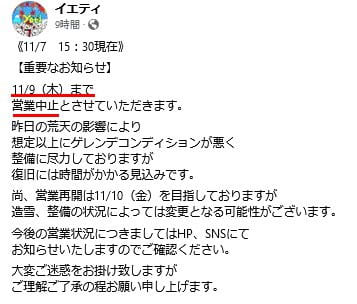 イエティ
9時間
《11/7 15：30現在》
【重要なお知らせ】
11/9（木）まで
営業中止とさせていただきます。
昨日の荒天の影響により
想定以上にゲレンデコンディションが悪く
整備に尽力しておりますが
復旧には時間がかかる見込みです。
尚、営業再開は11/10（金）を目指しておりますが
造雪、整備の状況によっては変更となる可能性がございます。
今後の営業状況につきましてはHP、SNSにて
お知らせいたしますのでご確認ください。
大変ご迷惑をお掛け致しますが
ご理解ご了承の程お願い申し上げます。